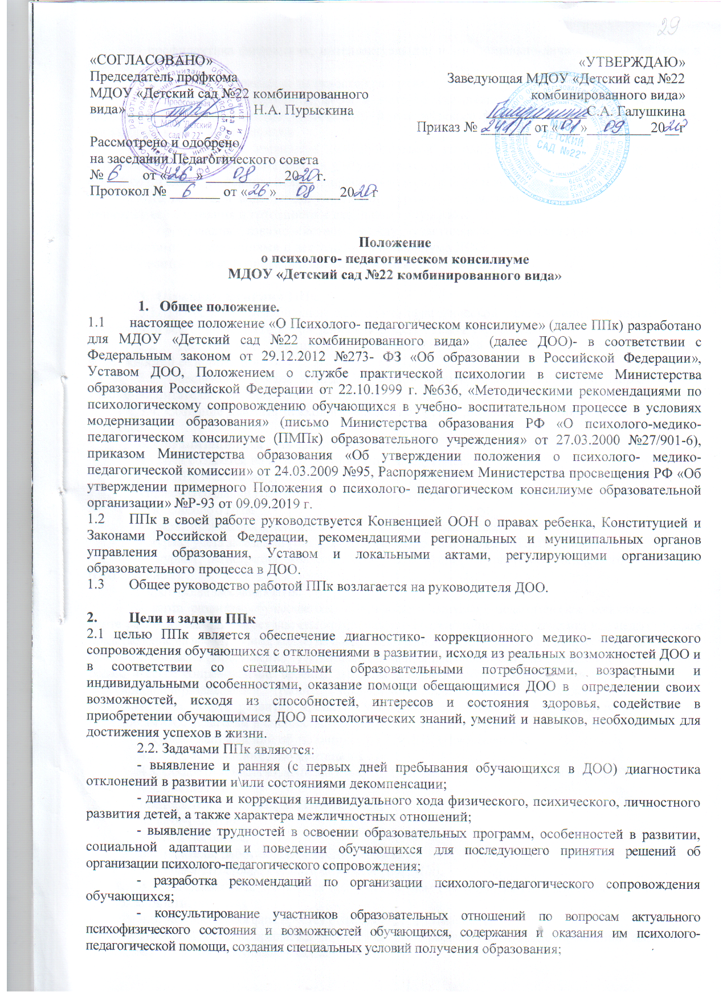 29
«СОГЛАСОВАНО»
Председатель профкома
МДОУ «Детский сад №22 комбинированного
вида» Н.А. Пурыскина
Рассмотрено и одобрено
на заседании Педагогического совета
№ 6 от «26» 08 2020 г.
Протокол № 6 от «26» 08 2020 г
«УТВЕРЖДАЮ»
Заведующая МДОУ «Детский сад №22
комбинированного вида»
С.А. Галушкина
Приказ № 241/1 от «01» 09 2020 г
Профсоюзная
МДОУ "Детский
сад № 22"
ДЕТСКИЙ
САД №22"
Положение
о психолого- педагогическом консилиуме
МДОУ «Детский сад №22 комбинированного вида»
1. Общее положение.
1.1 настоящее положение «О Психолого- педагогическом консилиуме» (далее ППк) разработано
для МДОУ «Детский сад №22 комбинированного вида» (далее ДОО)- в соответствии с
Федеральным законом от 29.12.2012 №273- ФЗ «Об образовании в Российской Федерации»,
Уставом ДОО, Положением о службе практической психологии в системе Министерства
образования Российской Федерации от 22.10.1999 г. №636, «Методическими рекомендациями по
психологическому сопровождению обучающихся в учебно- воспитательном процессе в условиях
модернизации образования» (письмо Министерства образования РФ «О психолого-медико-
педагогическом консилиуме (ПМПк) образовательного учреждения» от 27.03.2000 №27/901-6),
приказом Министерства образования «Об утверждении положения о психолого- медико-
педагогической комиссии» от 24.03.2009 №95, Распоряжением Министерства просвещения РФ «Об
утверждении примерного Положения о психолого- педагогическом консилиуме образовательной
организации» №Р-93 от 09.09.2019 г.
1.2 ППк в своей работе руководствуется Конвенцией ООН о правах ребенка, Конституцией и
Законами Российской Федерации, рекомендациями региональных и муниципальных органов
управления образования, Уставом и локальными актами, регулирующими организацию
образовательного процесса в ДОО.
1.3 Общее руководство работой ППк возлагается на руководителя ДОО.
2. Цели и задачи ППк
2.1 целью ППк является обеспечение диагностико- коррекционного медико- педагогического
сопровождения обучающихся с отклонениями в развитии, исходя из реальных возможностей ДОО и
в соответствии со специальными образовательными потребностями, возрастными и
индивидуальными особенностями, оказание помощи обещающимися ДОО в определении своих
возможностей, исходя из способностей, интересов и состояния здоровья, содействие в
приобретении обучающимися ДОО психологических знаний, умений и навыков, необходимых для
достижения успехов в жизни.
2.2. Задачами ППк являются:
- выявление и ранняя (с первых дней пребывания обучающихся в ДОО) диагностика
отклонений в развитии и\или состояниями декомпенсации;
- диагностика и коррекция индивидуального хода физического, психического, личностного
развития детей, а также характера межличностных отношений;
- выявление трудностей в освоении образовательных программ, особенностей в развитии,
социальной адаптации и поведении обучающихся для последующего принятия решений об
организации психолого-педагогического сопровождения;
- разработка рекомендаций по организации психолого-педагогического сопровождения
обучающихся;
- консультирование участников образовательных отношений по вопросам актуального
психофизического состояния и возможностей обучающихся, содержания и оказания им психолого-
педагогической помощи, создания специальных условий получения образования;